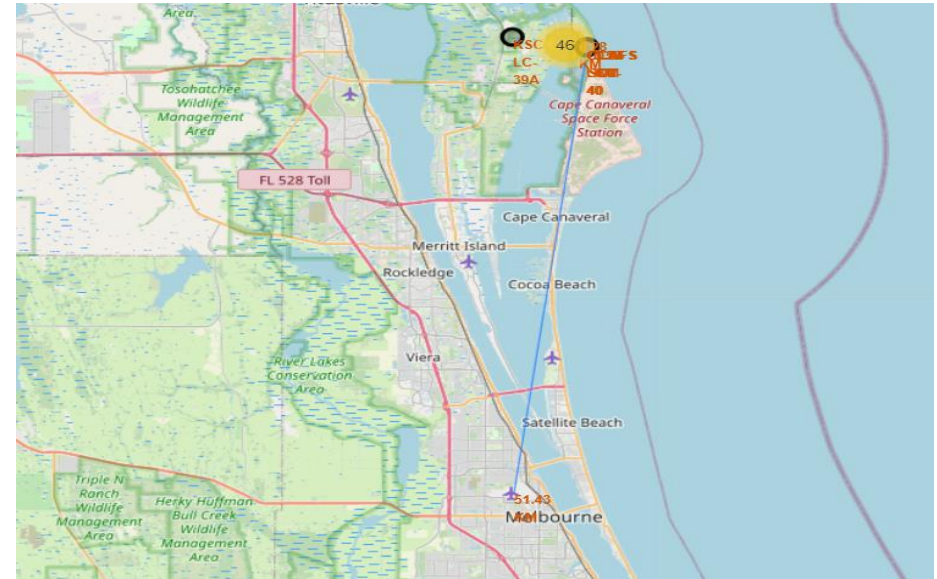 Area
Tosohatchee
Wildlife
Management
Area
FL 528 Toll
KSC
LC-
39A
46
40
Cape Canaveral
Space Force
Station
Cape Canaveral
Merritt Island
Rockledge
Cocoa Beach
Viera
River Lakes
Conservation
Area
Satellite Beach
Triple N
Ranch
Wildlife
Management
Area
Herky Huffman
Bull Creek
Wildlife
Management
Area
51.43
KM
Melbourne